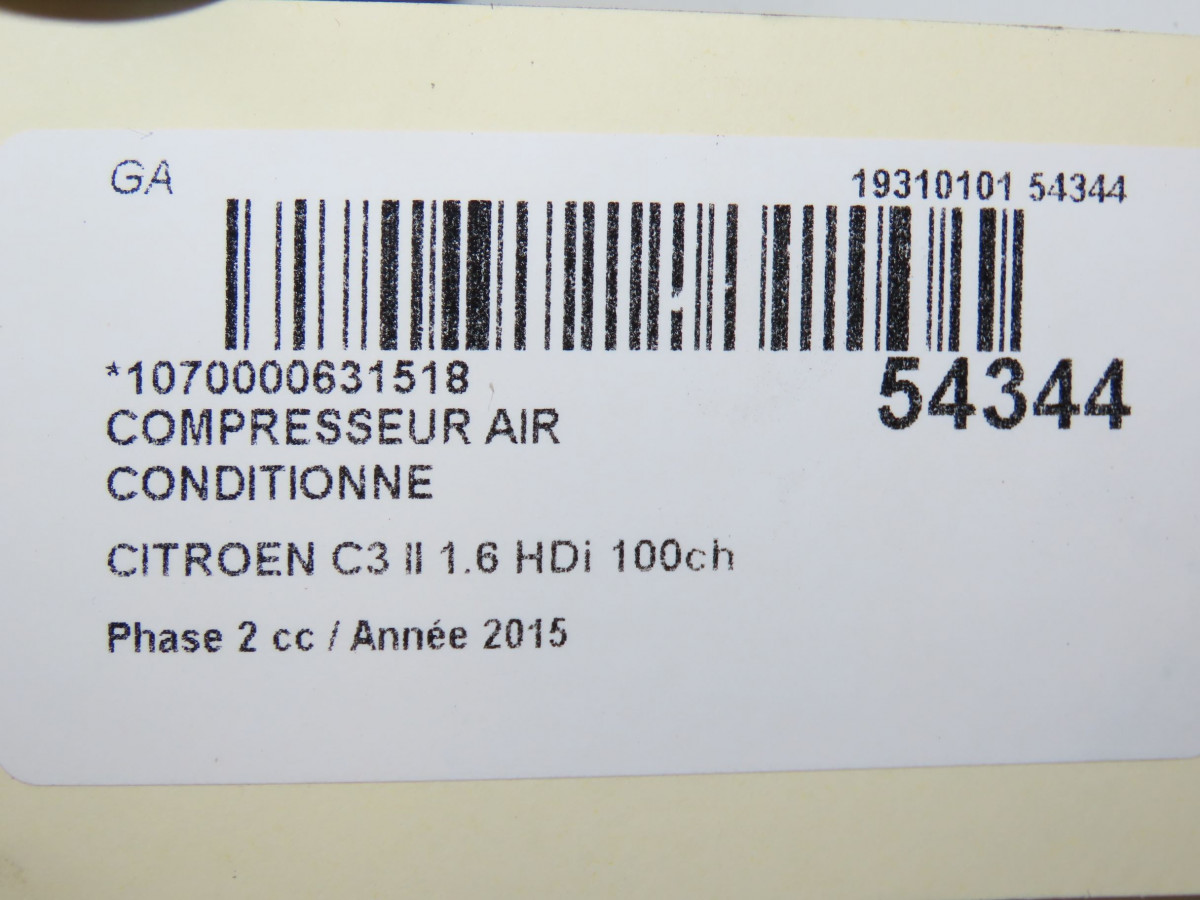 GA
19310101 54344
*1070000631518
54344
COMPRESSEUR AIR
CONDITIONNE
CITROEN C3 II 1.6 HDi 100ch
Phase 2 cc / Année 2015